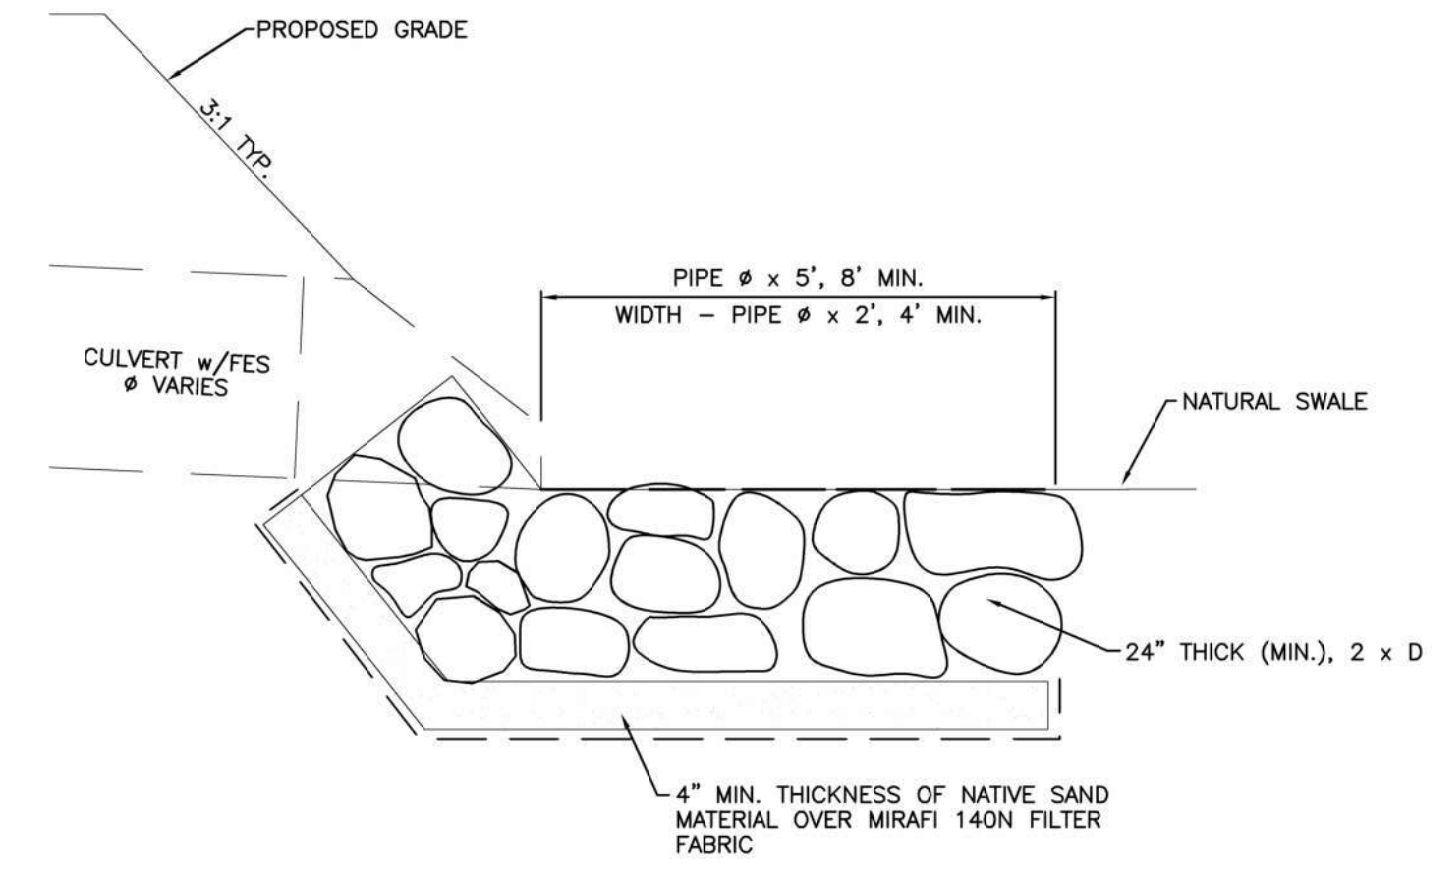 PROPOSED GRADE
3:1 TYP.
PIPE ø x 5', 8' MIN.
WIDTH - PIPE ø x 2', 4' MIN.
CULVERT w/FES
ø VARIES
NATURAL SWALE
24" THICK (MIN.), 2 x D
4" MIN. THICKNESS OF NATIVE SAND
MATERIAL OVER MIRAFI 140N FILTER
FABRIC